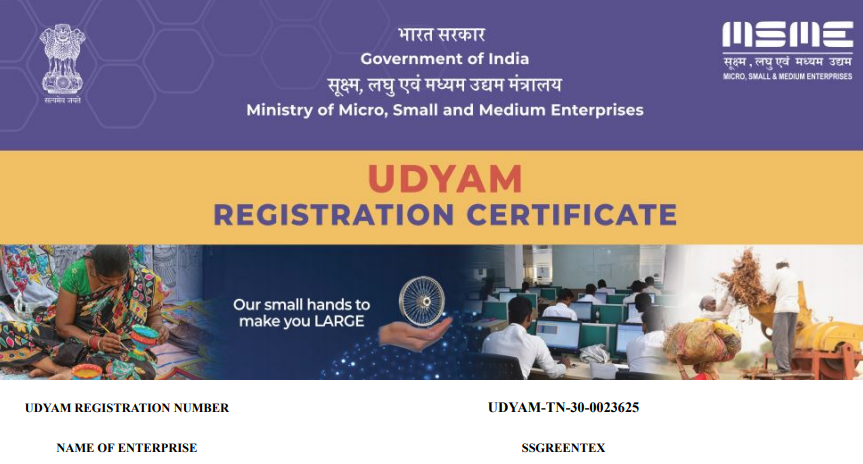 भारत सरकार
Government of India
सूक्ष्म, लघु एवं मध्यम उद्यम मंत्रालय
Ministry of Micro, Small and Medium Enterprises
सत्यमेव जयते
MSME
सूक्ष्म, लघु एवं मध्यम उद्यम
MICRO, SMALL & MEDIUM ENTERPRISES
UDYAM
REGISTRATION CERTIFICATE
Our small hands to
make you LARGE
UDYAM REGISTRATION NUMBER UDYAM-TN-30-0023625
NAME OF ENTERPRISE SSGREENTEX